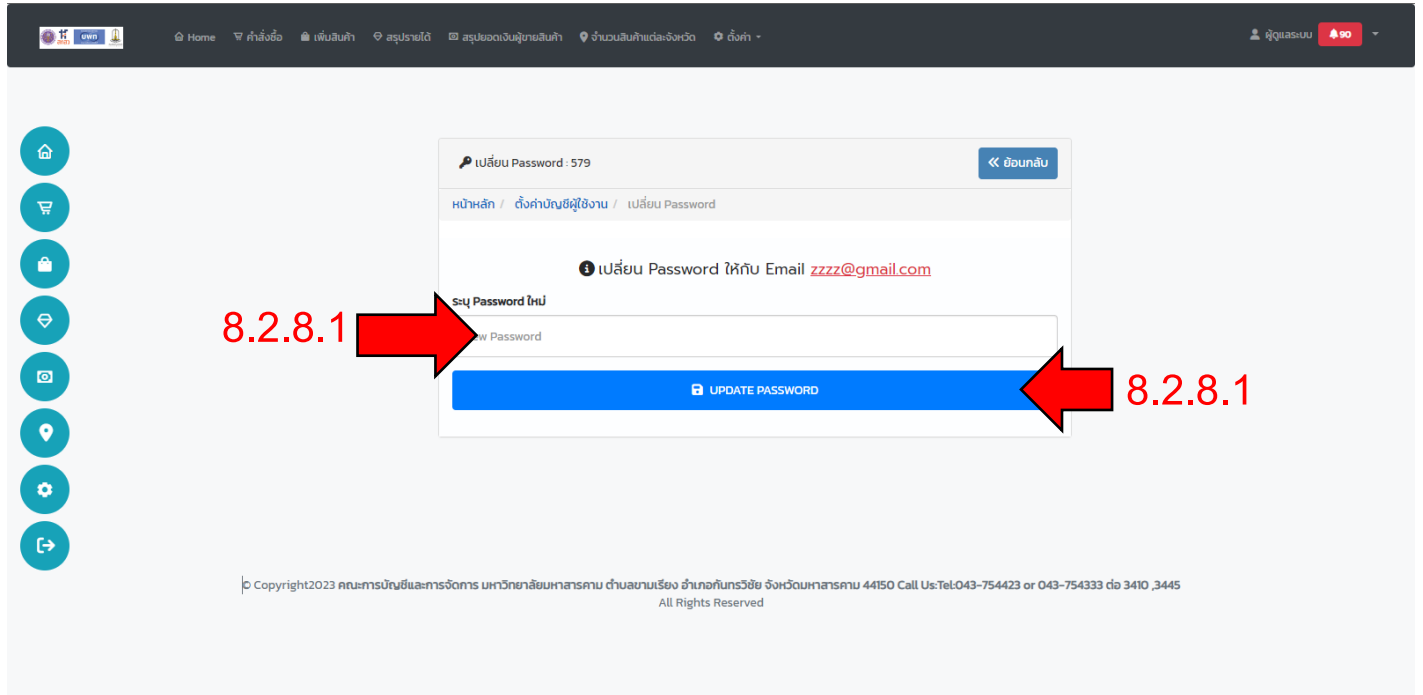 Home คำสั่งซื้อ เพิ่มสินค้า สรุปรายได้ สรุปยอดเงินผู้ขายสินค้า จำนวนสินค้าแต่ละจังหวัด ตั้งค่า ผู้ดูแลระบบ 90
เปลี่ยน Password : 579 ย้อนกลับ
หน้าหลัก / ตั้งค่าบัญชีผู้ใช้งาน / เปลี่ยน Password
เปลี่ยน Password ให้กับ Email zzzz@gmail.com
ระบุ Password ใหม่
8.2.8.1
Password
UPDATE PASSWORD
8.2.8.1
© Copyright2023 คณะการบัญชีและการจัดการ มหาวิทยาลัยมหาสารคาม ตำบลขามเรียง อำเภอกันทรวิชัย จังหวัดมหาสารคาม 44150 Call Us:Tel:043-754423 or 043-754333 ต่อ 3410 ,3445
All Rights Reserved